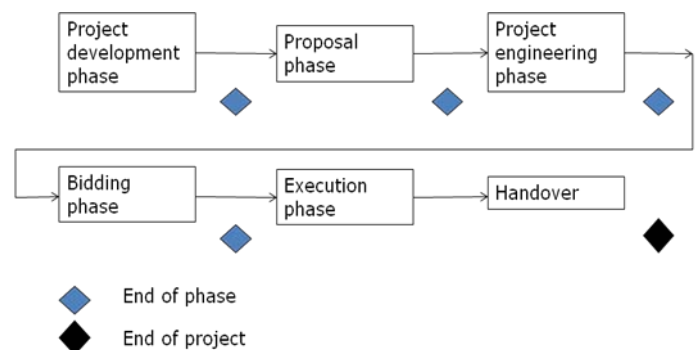 Project
development
phase
Proposal
phase
Project
engineering
phase
Bidding
phase
Execution
phase
Handover
End of phase
End of project